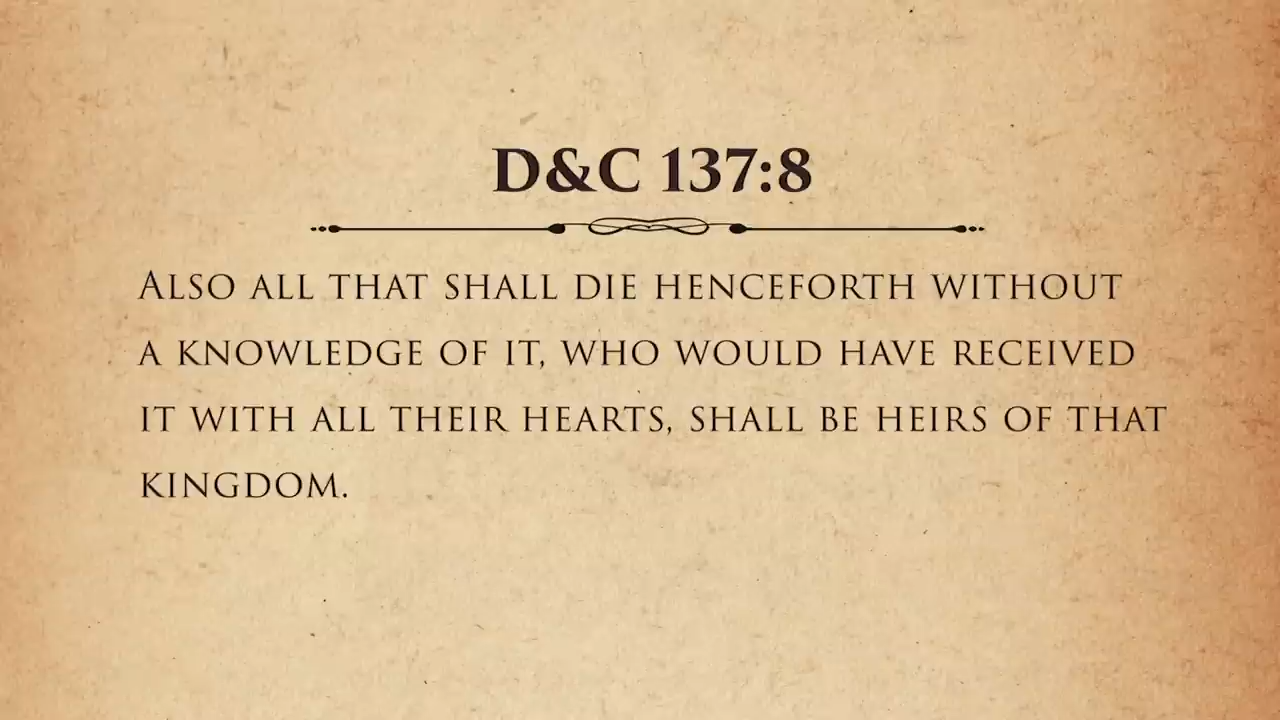 D&C 137:8
Also all that shall die henceforth without
a knowledge of it, who would have received
it with all their hearts, shall be heirs of that
kingdom.